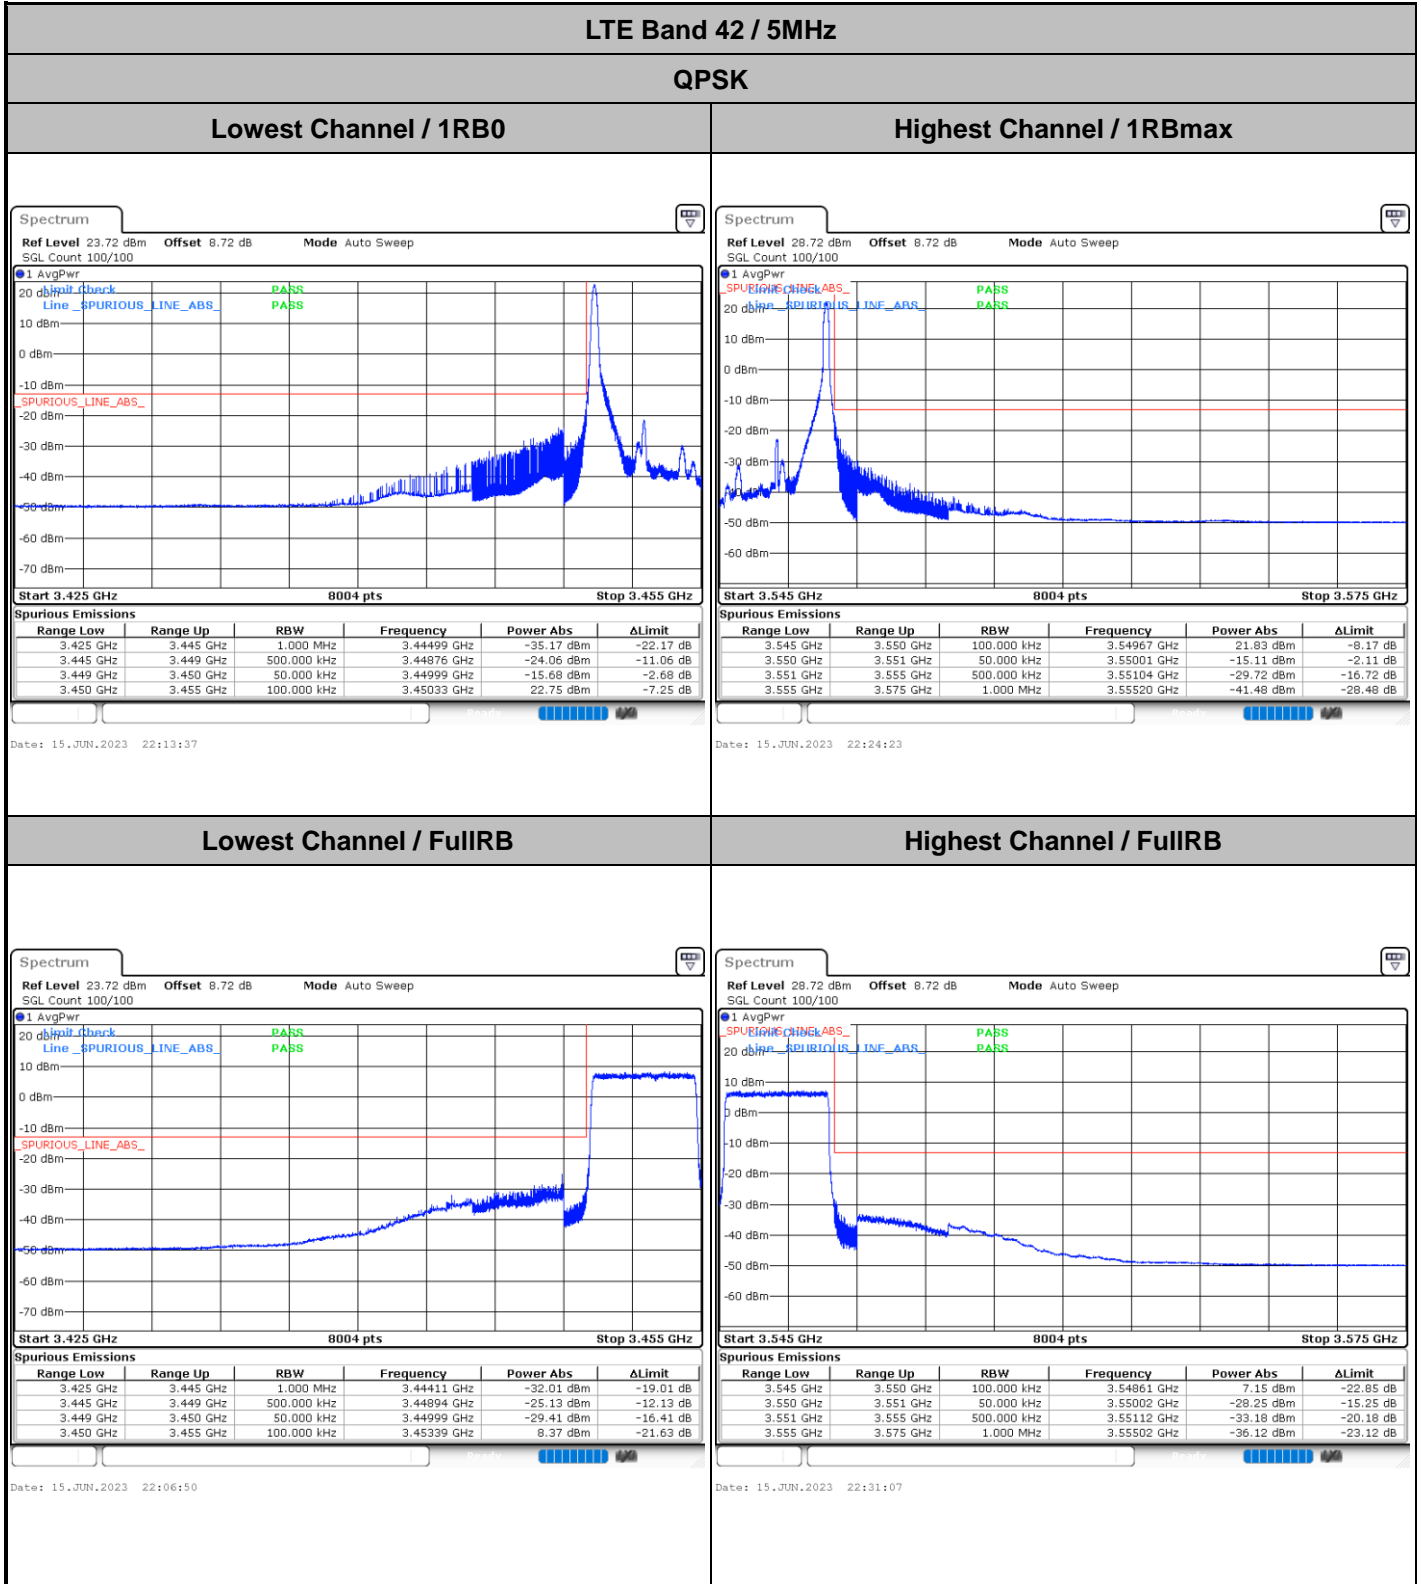 LTE Band 42 / 5MHz
QPSK
Lowest Channel / 1RB0
Highest Channel / 1RBmax
Spectrum
Ref Level 23.72 dBm Offset 8.72 dB Mode Auto Sweep
SGL Count 100/100
1 AvgPwr
Limit Check PASS
Line _SPURIOUS_LINE_ABS_ PASS
20 dBm
10 dBm
0 dBm
-10 dBm
_SPURIOUS_LINE_ABS_
-20 dBm
-30 dBm
-40 dBm
-50 dBm
-60 dBm
-70 dBm
Start 3.425 GHz 8004 pts Stop 3.455 GHz
Spurious Emissions
Range Low Range Up RBW Frequency Power Abs ΔLimit
3.425 GHz 3.445 GHz 1.000 MHz 3.44499 GHz -35.17 dBm -22.17 dB
3.445 GHz 3.449 GHz 500.000 kHz 3.44876 GHz -24.06 dBm -11.06 dB
3.449 GHz 3.450 GHz 50.000 kHz 3.44999 GHz -15.68 dBm -2.68 dB
3.450 GHz 3.455 GHz 100.000 kHz 3.45033 GHz 22.75 dBm -7.25 dB
Ready
Date: 15.JUN.2023 22:13:37
Spectrum
Ref Level 28.72 dBm Offset 8.72 dB Mode Auto Sweep
SGL Count 100/100
1 AvgPwr
_SPURIOUS_LINE_ABS_
Limit Check PASS
Line _SPURIOUS_LINE_ABS_ PASS
20 dBm
10 dBm
0 dBm
-10 dBm
-20 dBm
-30 dBm
-40 dBm
-50 dBm
-60 dBm
Start 3.545 GHz 8004 pts Stop 3.575 GHz
Spurious Emissions
Range Low Range Up RBW Frequency Power Abs ΔLimit
3.545 GHz 3.550 GHz 100.000 kHz 3.54967 GHz 21.83 dBm -8.17 dB
3.550 GHz 3.551 GHz 50.000 kHz 3.55001 GHz -15.11 dBm -2.11 dB
3.551 GHz 3.555 GHz 500.000 kHz 3.55104 GHz -29.72 dBm -16.72 dB
3.555 GHz 3.575 GHz 1.000 MHz 3.55520 GHz -41.48 dBm -28.48 dB
Ready
Date: 15.JUN.2023 22:24:23
Lowest Channel / FullRB
Highest Channel / FullRB
Spectrum
Ref Level 23.72 dBm Offset 8.72 dB Mode Auto Sweep
SGL Count 100/100
1 AvgPwr
Limit Check PASS
Line _SPURIOUS_LINE_ABS_ PASS
20 dBm
10 dBm
0 dBm
-10 dBm
_SPURIOUS_LINE_ABS_
-20 dBm
-30 dBm
-40 dBm
-50 dBm
-60 dBm
-70 dBm
Start 3.425 GHz 8004 pts Stop 3.455 GHz
Spurious Emissions
Range Low Range Up RBW Frequency Power Abs ΔLimit
3.425 GHz 3.445 GHz 1.000 MHz 3.44411 GHz -32.01 dBm -19.01 dB
3.445 GHz 3.449 GHz 500.000 kHz 3.44894 GHz -25.13 dBm -12.13 dB
3.449 GHz 3.450 GHz 50.000 kHz 3.44999 GHz -29.41 dBm -16.41 dB
3.450 GHz 3.455 GHz 100.000 kHz 3.45339 GHz 8.37 dBm -21.63 dB
Ready
Date: 15.JUN.2023 22:06:50
Spectrum
Ref Level 28.72 dBm Offset 8.72 dB Mode Auto Sweep
SGL Count 100/100
1 AvgPwr
_SPURIOUS_LINE_ABS_
Limit Check PASS
Line _SPURIOUS_LINE_ABS_ PASS
20 dBm
10 dBm
0 dBm
-10 dBm
-20 dBm
-30 dBm
-40 dBm
-50 dBm
-60 dBm
Start 3.545 GHz 8004 pts Stop 3.575 GHz
Spurious Emissions
Range Low Range Up RBW Frequency Power Abs ΔLimit
3.545 GHz 3.550 GHz 100.000 kHz 3.54861 GHz 7.15 dBm -22.85 dB
3.550 GHz 3.551 GHz 50.000 kHz 3.55002 GHz -28.25 dBm -15.25 dB
3.551 GHz 3.555 GHz 500.000 kHz 3.55112 GHz -33.18 dBm -20.18 dB
3.555 GHz 3.575 GHz 1.000 MHz 3.55502 GHz -36.12 dBm -23.12 dB
Ready
Date: 15.JUN.2023 22:31:07